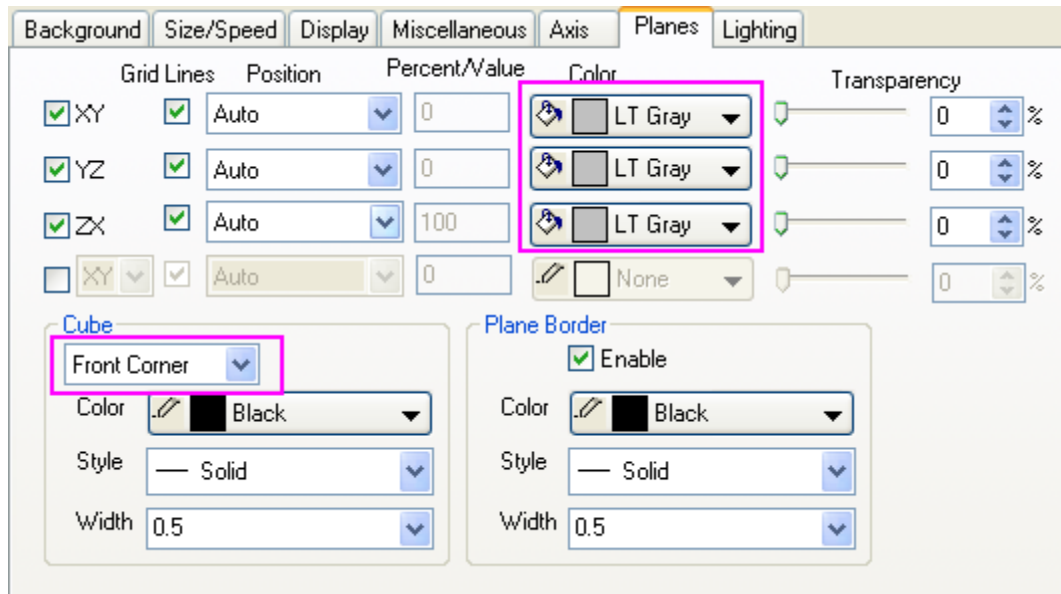 Background Size/Speed Display Miscellaneous Axis Planes Lighting
Grid Lines Position Percent/Value Color Transparency
XY Auto 0 LT Gray 0 %
YZ Auto 0 LT Gray 0 %
ZX Auto 100 LT Gray 0 %
XY Auto 0 None 0 %
Cube Plane Border
Front Corner Enable
Color Black Color Black
Style Solid Style Solid
Width 0.5 Width 0.5